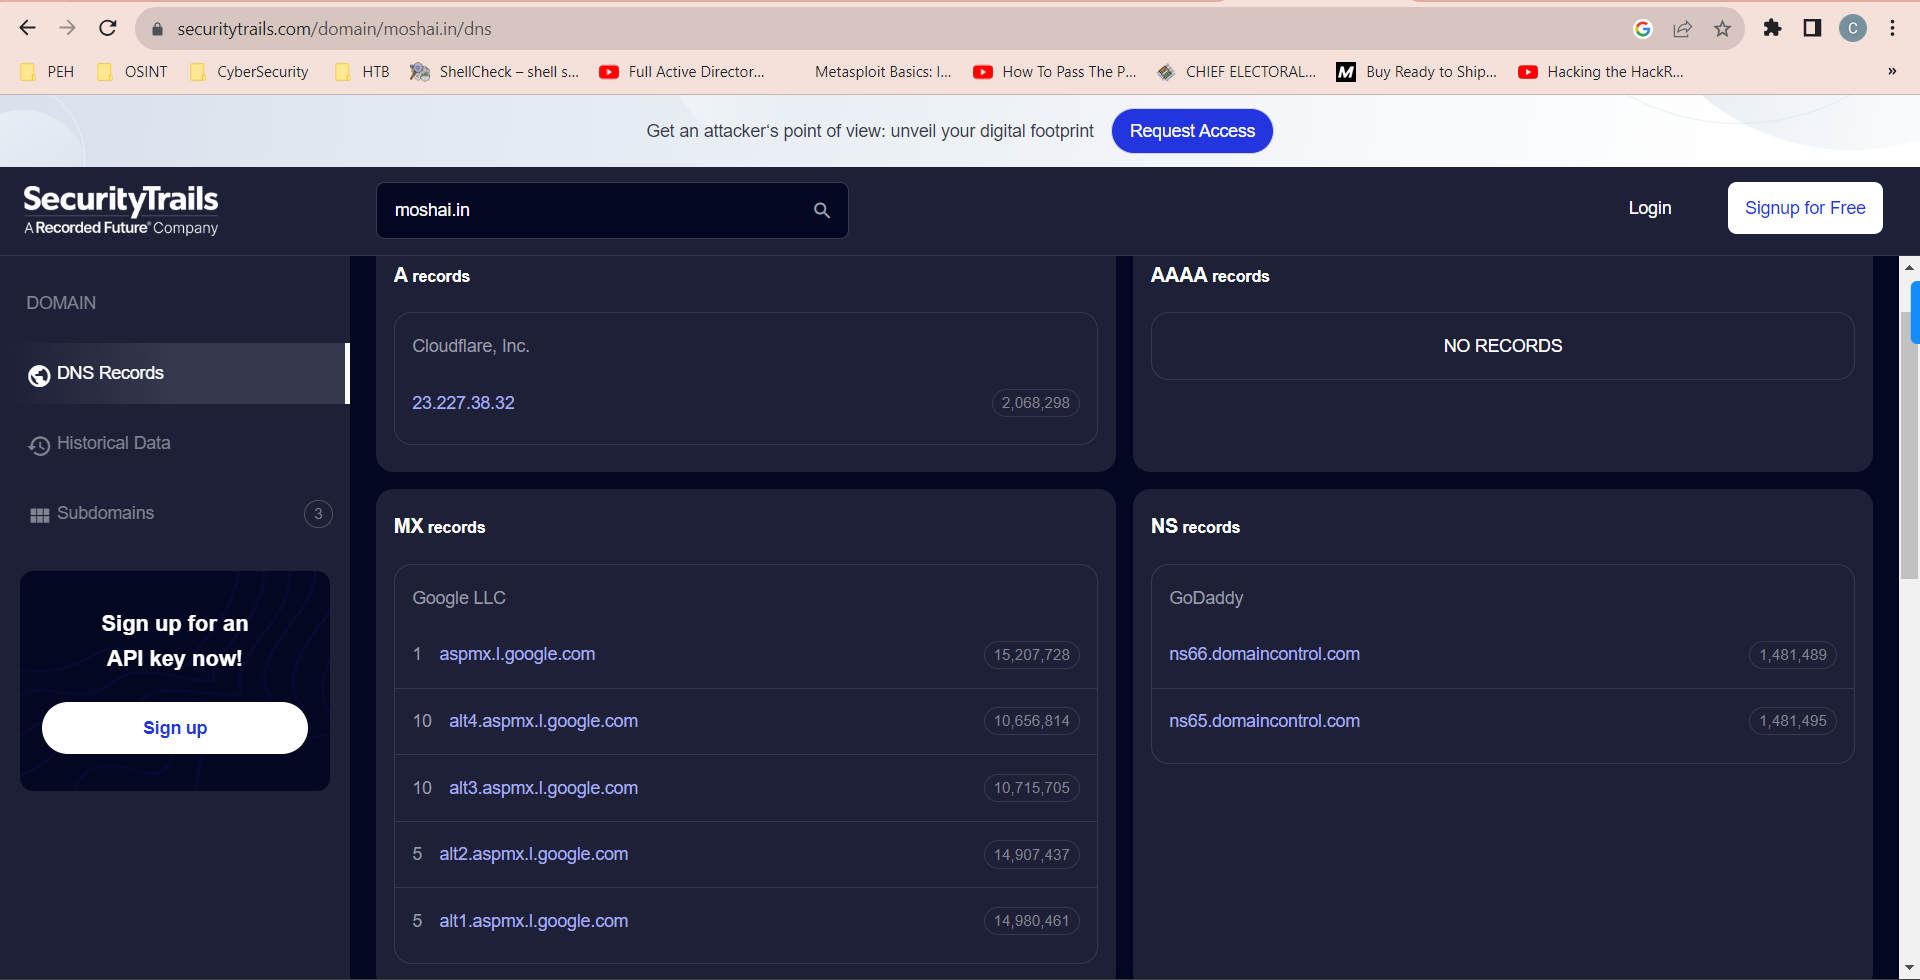 securitytrails.com/domain/moshai.in/dns
C
PEH
OSINT
CyberSecurity
HTB
ShellCheck – shell s...
Full Active Director...
Metasploit Basics: I...
How To Pass The P...
CHIEF ELECTORAL...
M
Buy Ready to Ship...
Hacking the HackR...
»
Get an attacker‘s point of view: unveil your digital footprint
Request Access
SecurityTrails
A Recorded Future® Company
moshai.in
Login
Signup for Free
DOMAIN
DNS Records
Historical Data
Subdomains
3
Sign up for an
API key now!
Sign up
A records
Cloudflare, Inc.
23.227.38.32
2,068,298
AAAA records
NO RECORDS
MX records
Google LLC
1 aspmx.l.google.com 15,207,728
10 alt4.aspmx.l.google.com 10,656,814
10 alt3.aspmx.l.google.com 10,715,705
5 alt2.aspmx.l.google.com 14,907,437
5 alt1.aspmx.l.google.com 14,980,461
NS records
GoDaddy
ns66.domaincontrol.com 1,481,489
ns65.domaincontrol.com 1,481,495